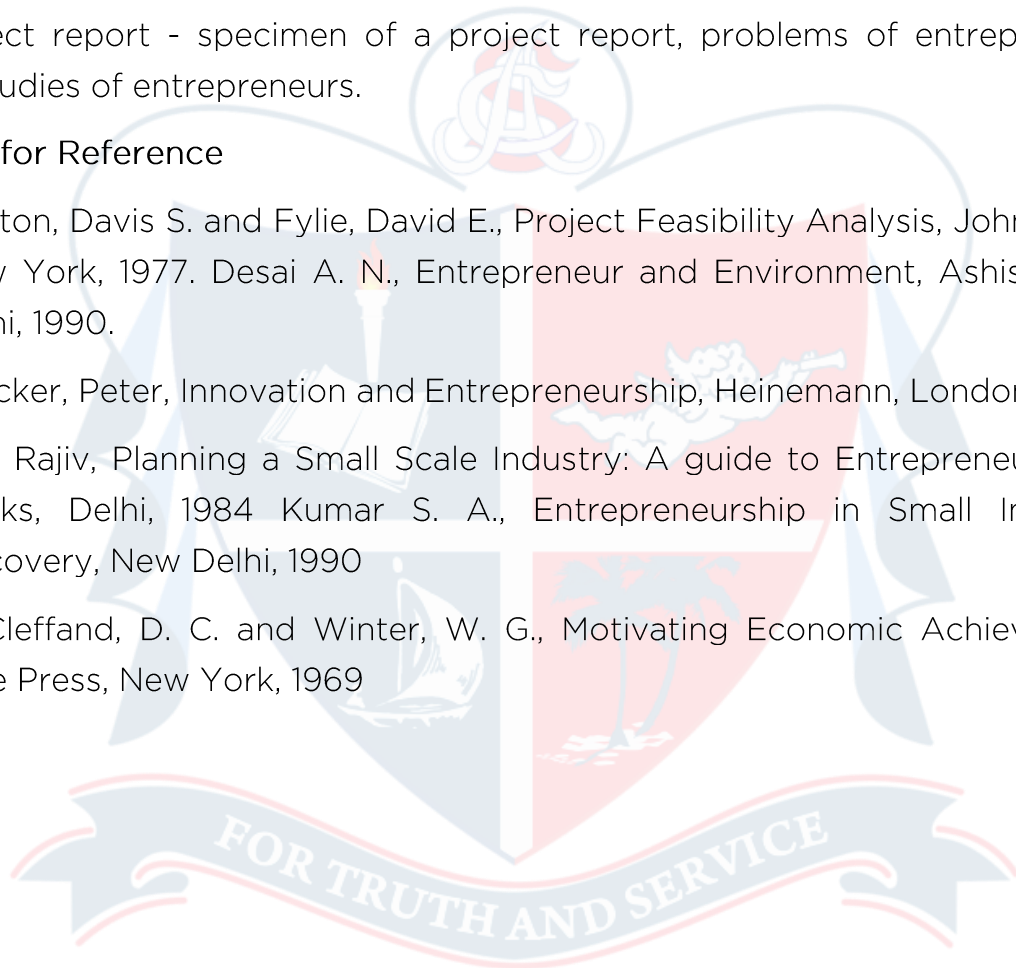 ect report - specimen of a project report, problems of entrep
udies of entrepreneurs.
for Reference
ton, Davis S. and Fylie, David E., Project Feasibility Analysis, John
w York, 1977. Desai A. N., Entrepreneur and Environment, Ashis
ni, 1990.
cker, Peter, Innovation and Entrepreneurship, Heinemann, London
Rajiv, Planning a Small Scale Industry: A guide to Entrepreneu
ks, Delhi, 1984 Kumar S. A., Entrepreneurship in Small In
covery, New Delhi, 1990
Cleffand, D. C. and Winter, W. G., Motivating Economic Achiev
e Press, New York, 1969
FOR TRUTH AND SERVICE